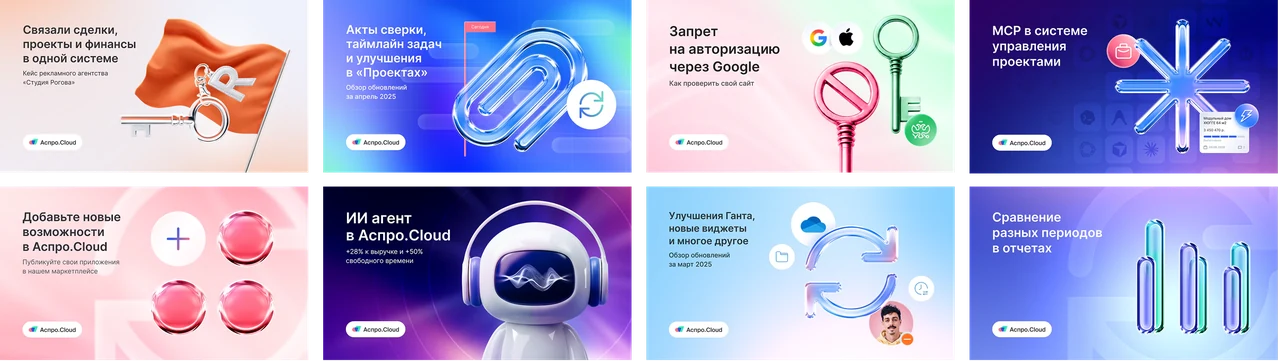 Связали сделки,
проекты и финансы
в одной системе
Кейс рекламного агентства
«Студия Рогова»
R
Аспро.Cloud
Акты сверки,
таймлайн задач
и улучшения
в «Проектах»
Обзор обновлений
за апрель 2025
Сегодня
Аспро.Cloud
Запрет
на авторизацию
через Google
Как проверить свой сайт
G
Аспро.Cloud
MCP в системе
управления
проектами
Модульный дом
Аспро.Cloud
Добавьте новые
возможности
в Аспро.Cloud
Публикуйте свои приложения
в нашем маркетплейсе
Аспро.Cloud
ИИ агент
в Аспро.Cloud
+28% к выручке и +50%
свободного времени
Аспро.Cloud
Улучшения Ганта,
новые виджеты
и многое другое
Обзор обновлений
за март 2025
Аспро.Cloud
Сравнение
разных периодов
в отчетах
Аспро.Cloud